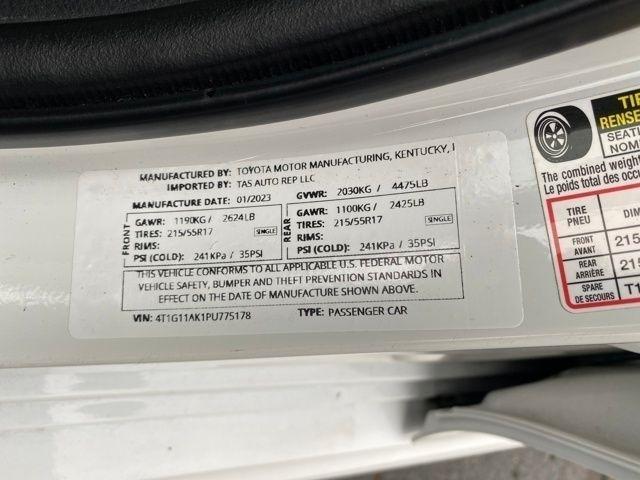 MANUFACTURED BY: TOYOTA MOTOR MANUFACTURING, KENTUCKY, I
IMPORTED BY: TAS AUTO REP LLC
MANUFACTURE DATE: 01/2023 GVWR: 2030KG / 4475LB
FRONT
GAWR: 1190KG / 2624LB
TIRES: 215/55R17 SINGLE
RIMS:
PSI (COLD): 241KPa / 35PSI
REAR
GAWR: 1100KG / 2425LB
TIRES: 215/55R17 SINGLE
RIMS:
PSI (COLD): 241KPa / 35PSI
THIS VEHICLE CONFORMS TO ALL APPLICABLE U.S. FEDERAL MOTOR
VEHICLE SAFETY, BUMPER AND THEFT PREVENTION STANDARDS IN
EFFECT ON THE DATE OF MANUFACTURE SHOWN ABOVE.
VIN: 4T1G11AK1PU775178 TYPE: PASSENGER CAR
TI
RENSE
SEATI
NOM
The combined weight
Le poids total des occu
TIRE
PNEU
DIM
FRONT
AVANT
215
REAR
ARRIÈRE
215
SPARE
DE SECOURS
T1